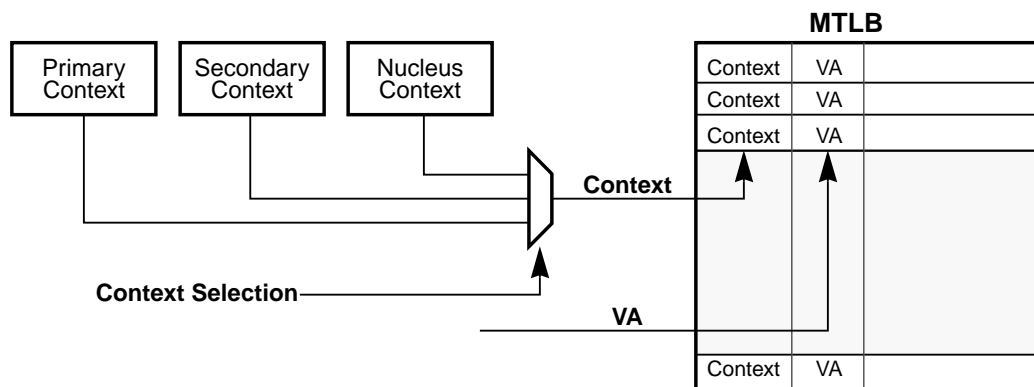 MTLB
Primary
Context
Secondary
Context
Nucleus
Context
Context VA
Context VA
Context VA
Context
Context Selection
VA
Context VA